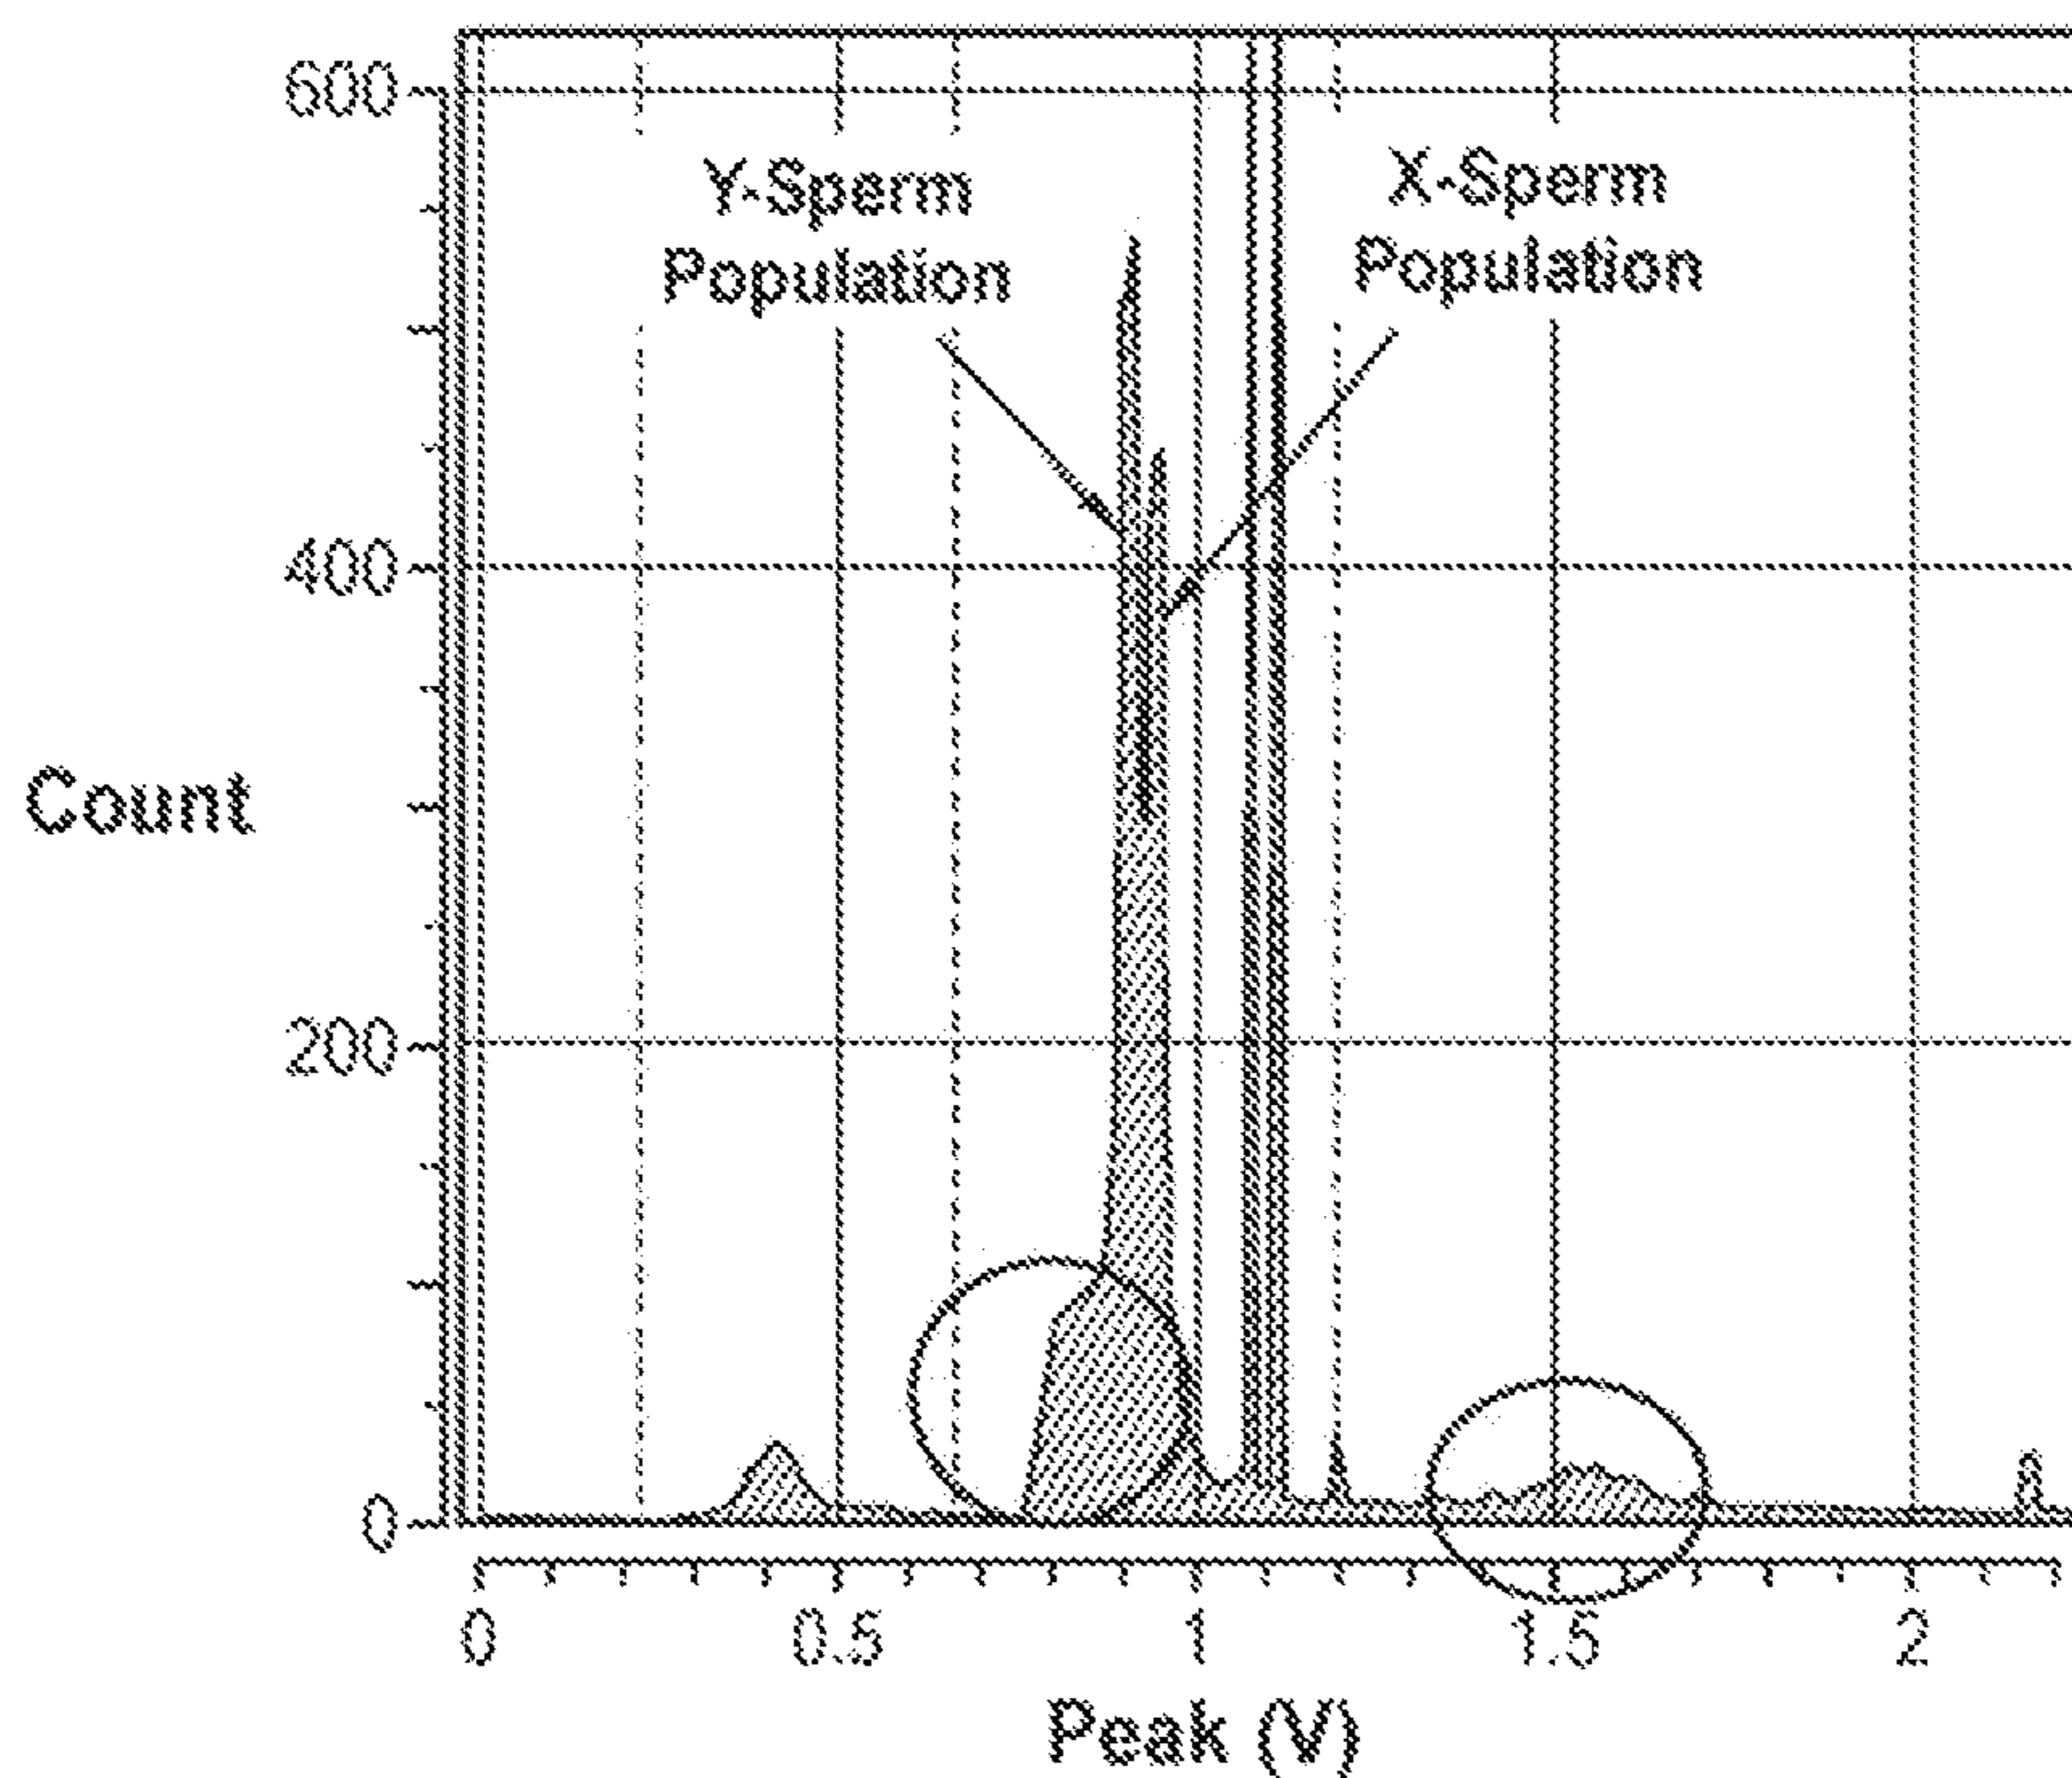 600
Y-Sperm
Population
X-Sperm
Population
400
Count
200
0
0 0.5 1 1.5 2
Peak (V)